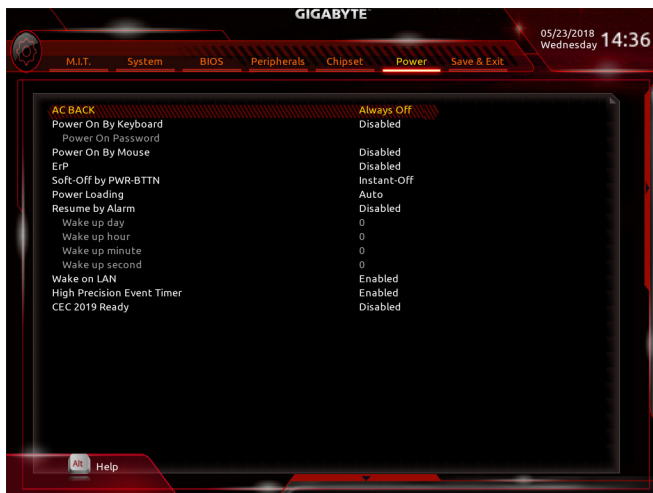 GIGABYTE™
05/23/2018 Wednesday 14:36
M.I.T. System BIOS Peripherals Chipset Power Save & Exit
AC BACK Always Off
Power On By Keyboard Disabled
Power On Password
Power On By Mouse Disabled
ErP Disabled
Soft-Off by PWR-BTTN Instant-Off
Power Loading Auto
Resume by Alarm Disabled
Wake up day 0
Wake up hour 0
Wake up minute 0
Wake up second 0
Wake on LAN Enabled
High Precision Event Timer Enabled
CEC 2019 Ready Disabled
Alt Help